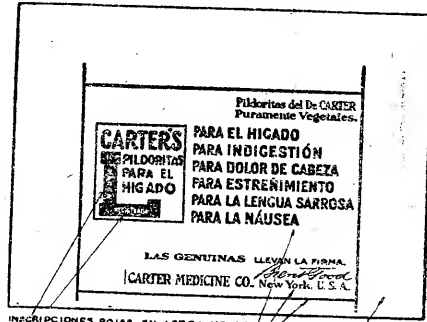 Pildoritas del Dr. CARTER
Puramente Vegetales.
CARTER'S
PILDORITAS
PARA EL
HIGADO
PARA EL HIGADO
PARA INDIGESTIÓN
PARA DOLOR DE CABEZA
PARA ESTREÑIMIENTO
PARA LA LENGUA SARROSA
PARA LA NÁUSEA
LAS GENUINAS LLEVAN LA FIRMA.
Brent Good
CARTER MEDICINE CO. New York. U. S. A.
INSCRIPCIONES ROJAS